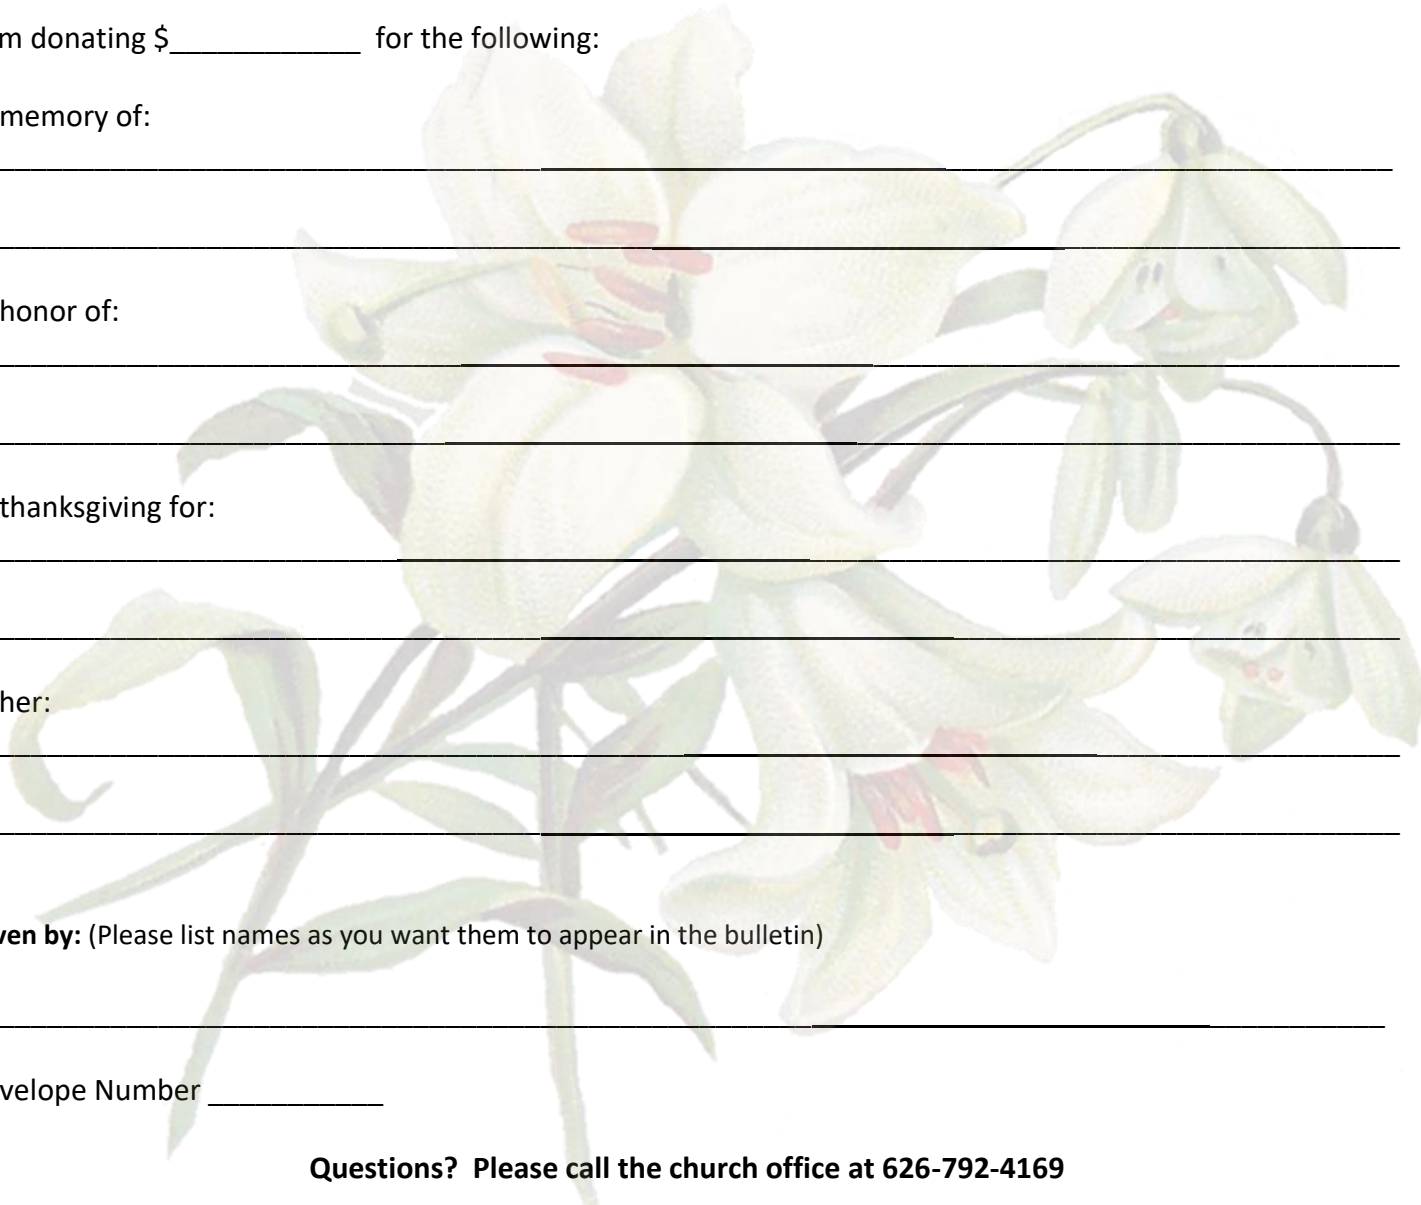 m donating $____________ for the following:
memory of:
honor of:
thanksgiving for:
her:
ven by: (Please list names as you want them to appear in the bulletin)
velope Number ___________
Questions? Please call the church office at 626-792-4169